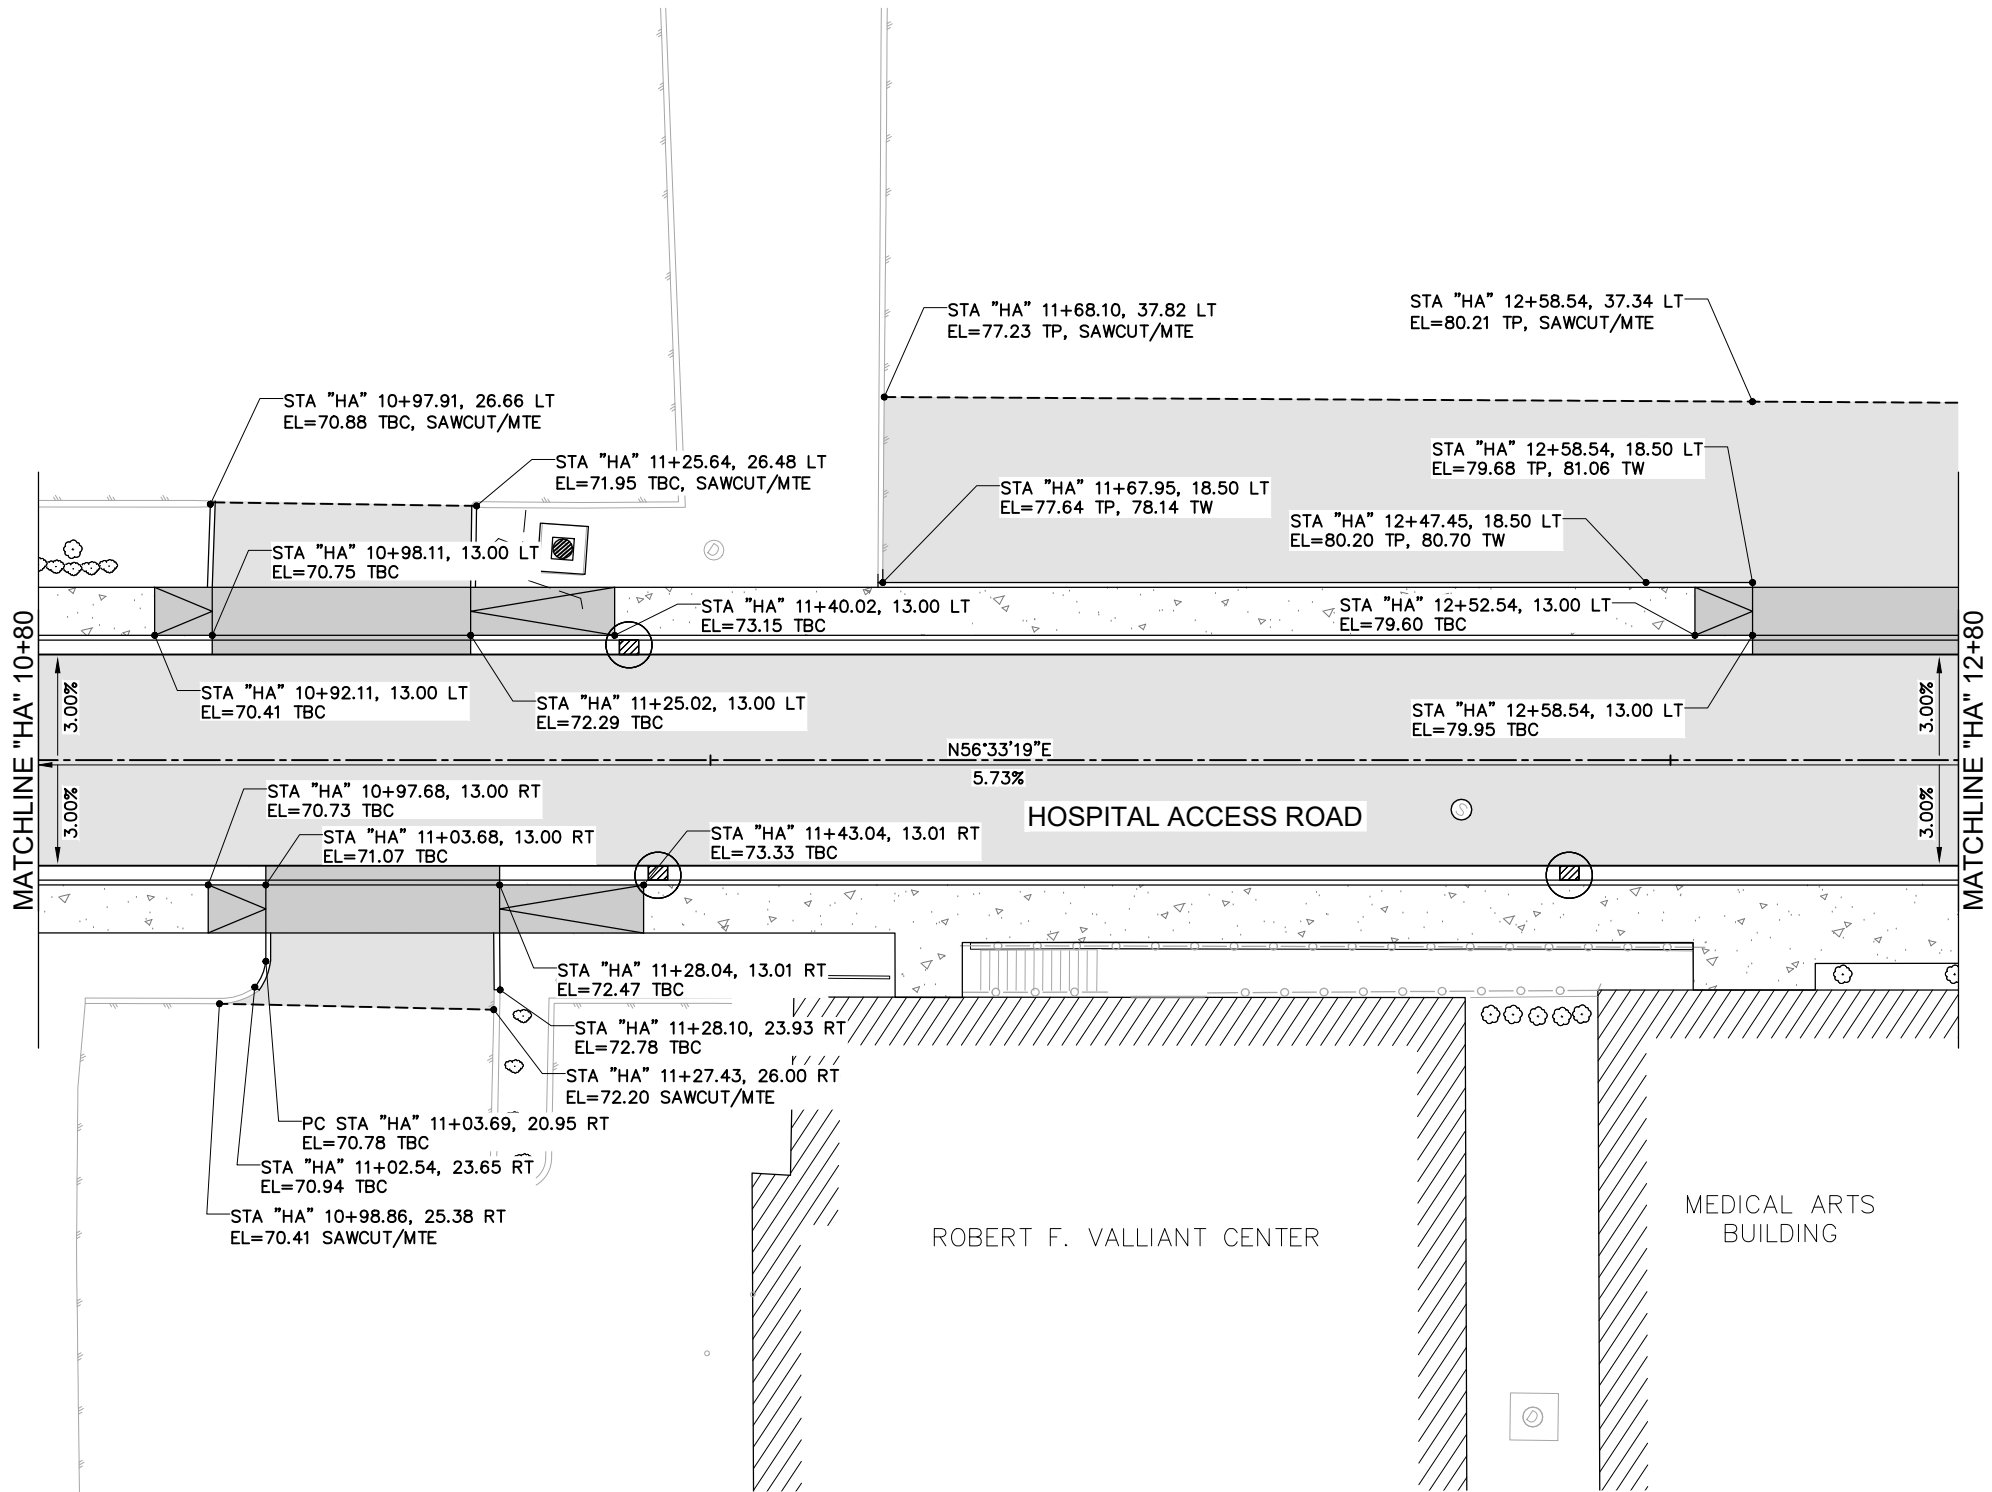 STA "HA" 12+58.54, 37.34 LT
EL=80.21 TP, SAWCUT/MTE
STA "HA" 11+68.10, 37.82 LT
EL=77.23 TP, SAWCUT/MTE
STA "HA" 10+97.91, 26.66 LT
EL=70.88 TBC, SAWCUT/MTE
STA "HA" 11+25.64, 26.48 LT
EL=71.95 TBC, SAWCUT/MTE
STA "HA" 12+58.54, 18.50 LT
EL=79.68 TP, 81.06 TW
STA "HA" 11+67.95, 18.50 LT
EL=77.64 TP, 78.14 TW
STA "HA" 12+47.45, 18.50 LT
EL=80.20 TP, 80.70 TW
STA "HA" 10+98.11, 13.00 LT
EL=70.75 TBC
D
STA "HA" 11+40.02, 13.00 LT
EL=73.15 TBC
STA "HA" 12+52.54, 13.00 LT
EL=79.60 TBC
MATCHLINE "HA" 10+80
MATCHLINE "HA" 12+80
3.00%
3.00%
STA "HA" 10+92.11, 13.00 LT
EL=70.41 TBC
STA "HA" 11+25.02, 13.00 LT
EL=72.29 TBC
STA "HA" 12+58.54, 13.00 LT
EL=79.95 TBC
N56°33'19"E
5.73%
3.00%
3.00%
STA "HA" 10+97.68, 13.00 RT
EL=70.73 TBC
HOSPITAL ACCESS ROAD
S
STA "HA" 11+03.68, 13.00 RT
EL=71.07 TBC
STA "HA" 11+43.04, 13.01 RT
EL=73.33 TBC
STA "HA" 11+28.04, 13.01 RT
EL=72.47 TBC
STA "HA" 11+28.10, 23.93 RT
EL=72.78 TBC
STA "HA" 11+27.43, 26.00 RT
EL=72.20 SAWCUT/MTE
PC STA "HA" 11+03.69, 20.95 RT
EL=70.78 TBC
STA "HA" 11+02.54, 23.65 RT
EL=70.94 TBC
STA "HA" 10+98.86, 25.38 RT
EL=70.41 SAWCUT/MTE
ROBERT F. VALLIANT CENTER
MEDICAL ARTS
BUILDING
D